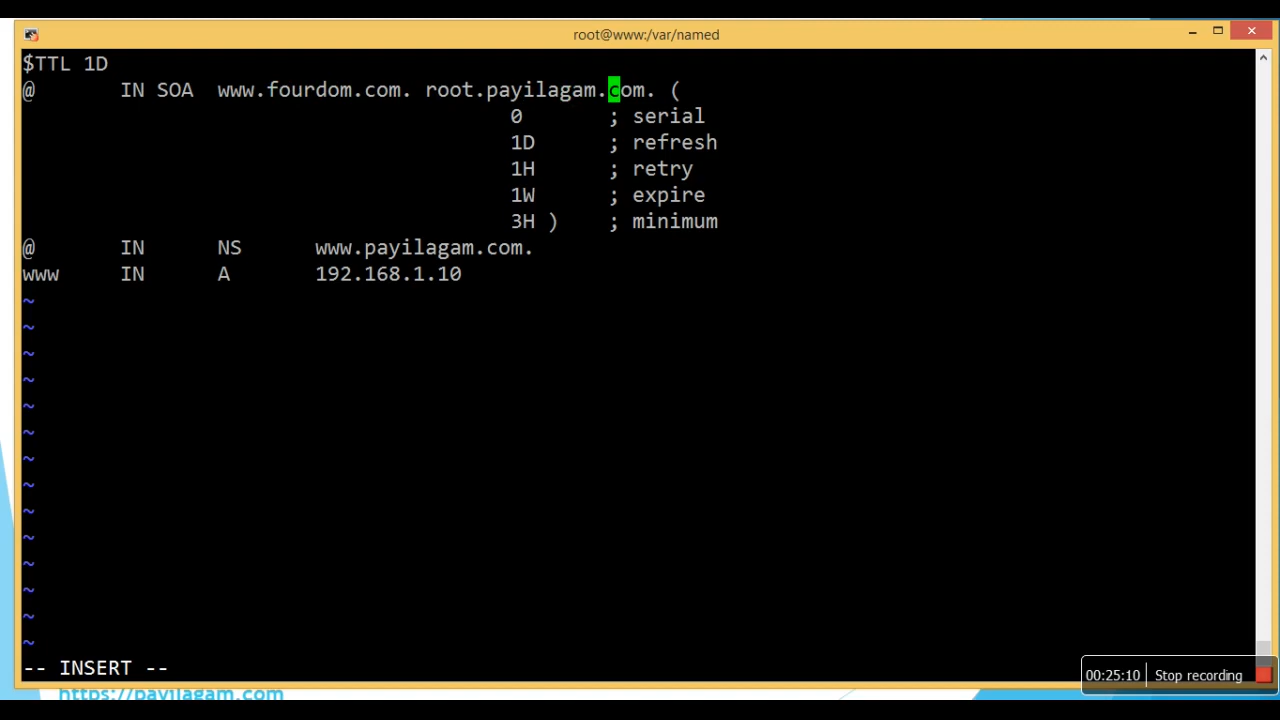 root@www:/var/named
$TTL 1D
@ IN SOA www.fourdom.com. root.payilagam.com. (
0 ; serial
1D ; refresh
1H ; retry
1W ; expire
3H ) ; minimum
@ IN NS www.payilagam.com.
www IN A 192.168.1.10
~
~
~
~
~
~
~
~
~
~
~
~
~
~
-- INSERT --
00:25:10 Stop recording
https://payilagam.com